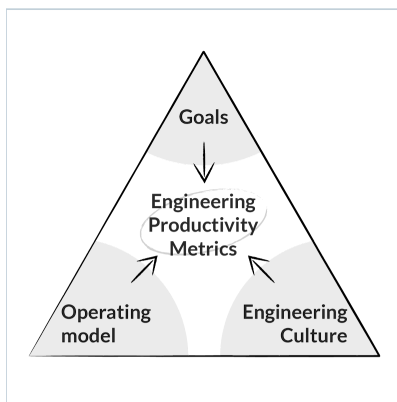 Goals
Engineering
Productivity
Metrics
Operating
model
Engineering
Culture